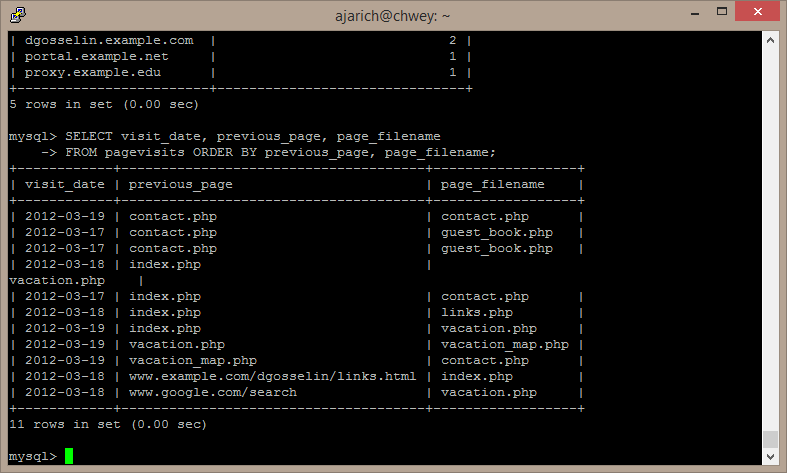 ajarich@chwey: ~
| dgosselin.example.com  |                             2 |
| portal.example.net     |                             1 |
| proxy.example.edu      |                             1 |
+------------------------+-------------------------------+
5 rows in set (0.00 sec)
mysql> SELECT visit_date, previous_page, page_filename
    -> FROM pagevisits ORDER BY previous_page, page_filename;
+------------+--------------------------------------+------------------+
| visit_date | previous_page                        | page_filename    |
+------------+--------------------------------------+------------------+
| 2012-03-19 | contact.php                          | contact.php      |
| 2012-03-17 | contact.php                          | guest_book.php   |
| 2012-03-17 | contact.php                          | guest_book.php   |
| 2012-03-18 | index.php                            |
vacation.php    |
| 2012-03-17 | index.php                            | contact.php      |
| 2012-03-18 | index.php                            | links.php        |
| 2012-03-19 | index.php                            | vacation.php     |
| 2012-03-19 | vacation.php                         | vacation_map.php |
| 2012-03-19 | vacation_map.php                     | contact.php      |
| 2012-03-18 | www.example.com/dgosselin/links.html | index.php        |
| 2012-03-18 | www.google.com/search                | vacation.php     |
+------------+--------------------------------------+------------------+
11 rows in set (0.00 sec)
mysql>